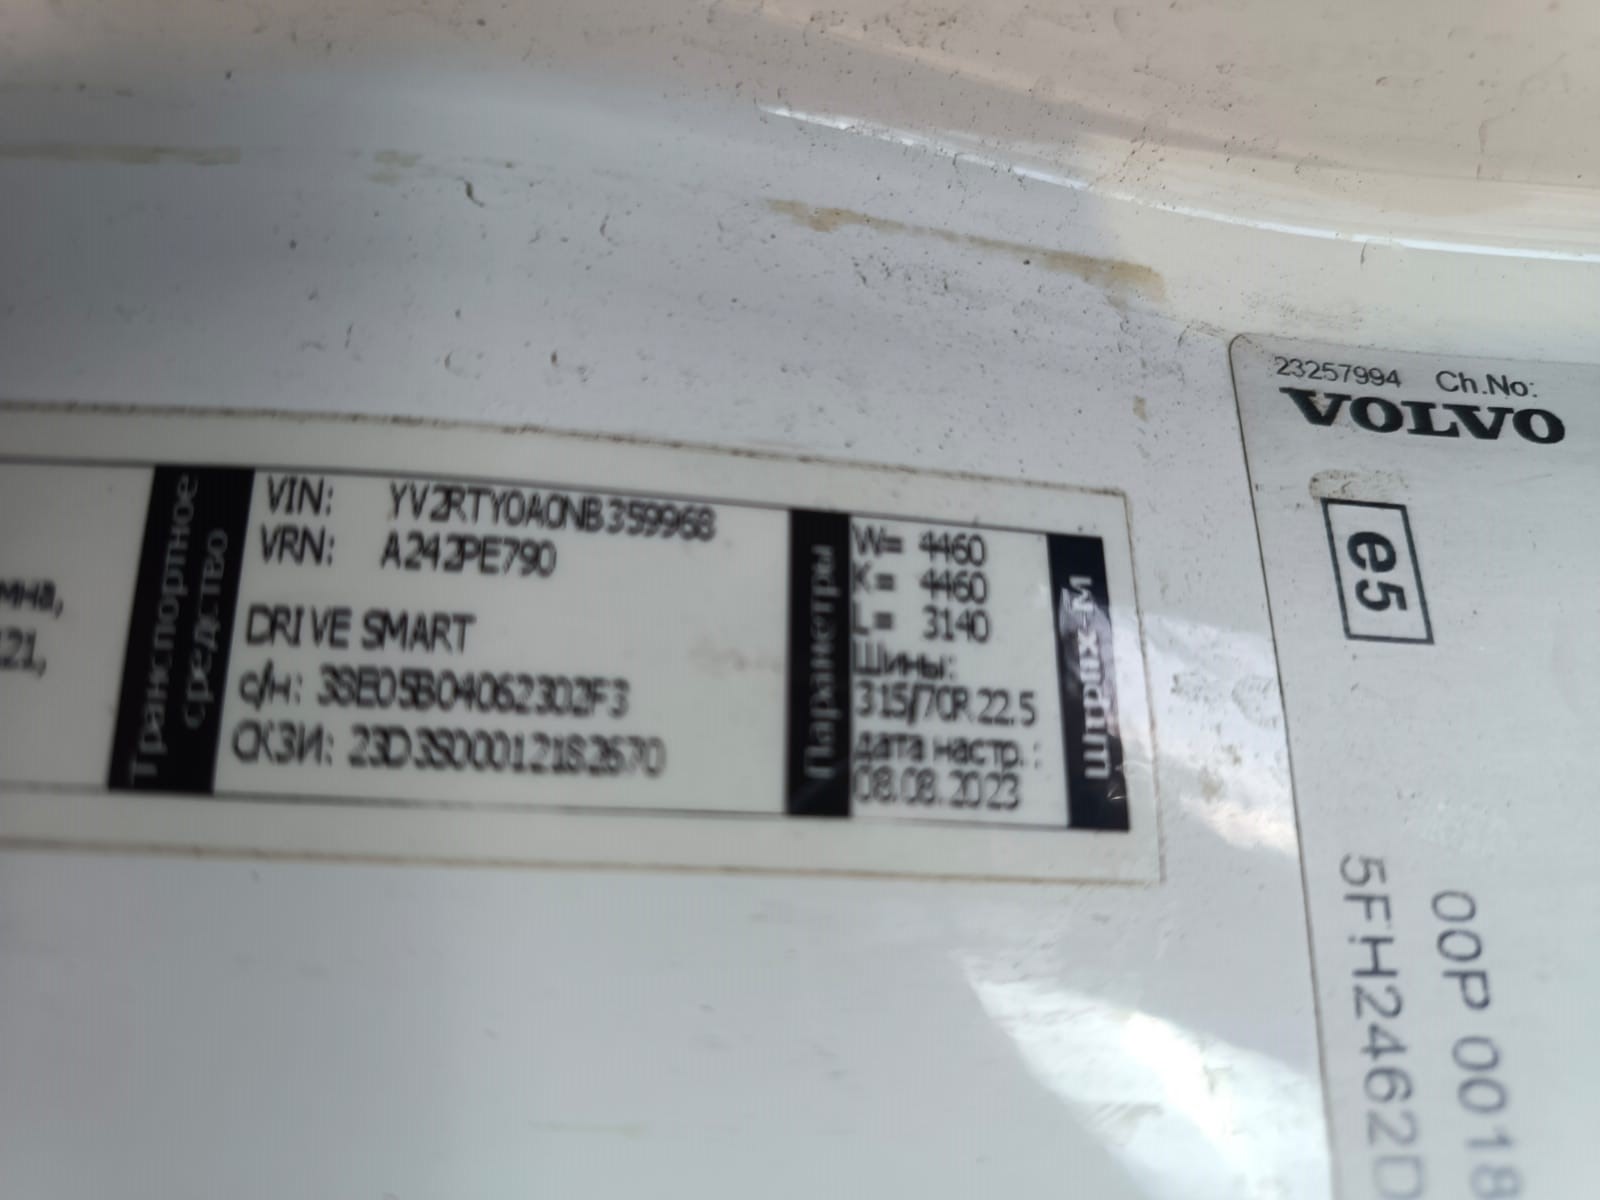 мна,
121,
Транспортное
средство
VIN: YV2RTY0A0NB359968
VRN: A242PE790
DRIVE SMART
с/н: 3SE05B04062302F3
СКЗИ: 23D3S00012182670
Параметры
W= 4460
K= 4460
L= 3140
Шины:
315/70R22.5
дата настр.:
08.08.2023
Штрих-м
23257994 Ch.No:
VOLVO
e5
00P 0018
5FH2462D